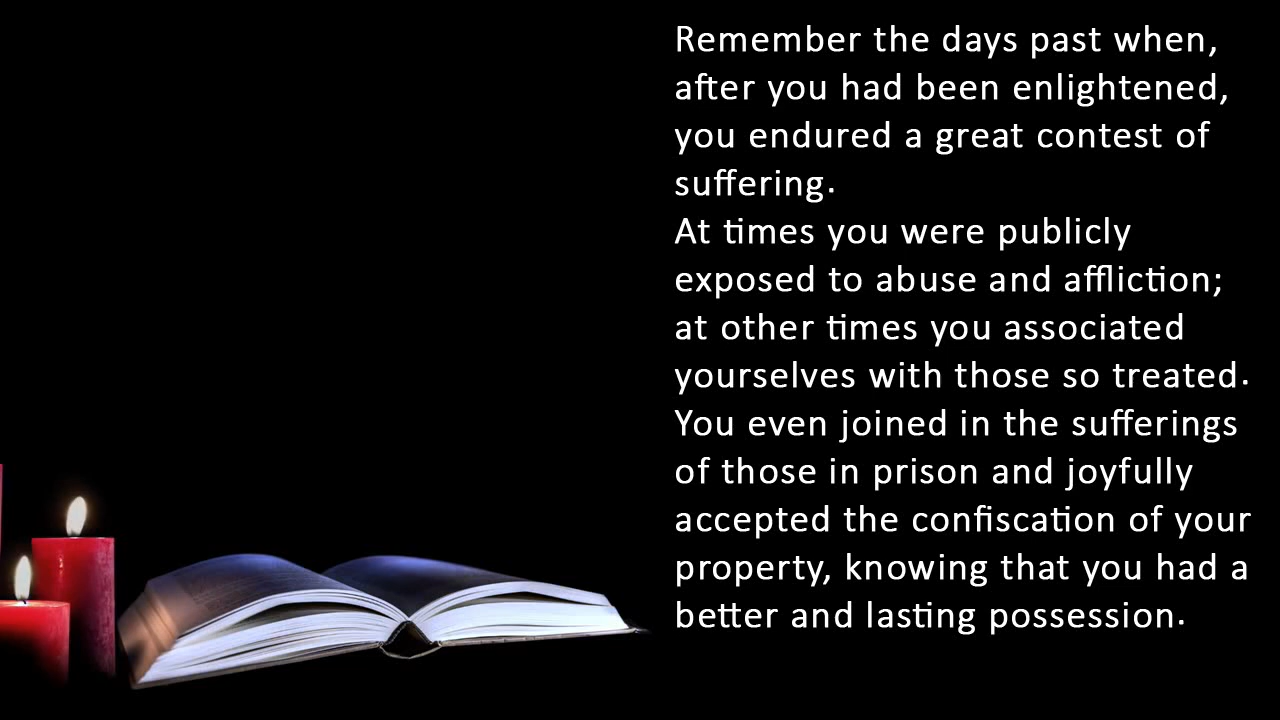 Remember the days past when,
after you had been enlightened,
you endured a great contest of
suffering.
At times you were publicly
exposed to abuse and affliction;
at other times you associated
yourselves with those so treated.
You even joined in the sufferings
of those in prison and joyfully
accepted the confiscation of your
property, knowing that you had a
better and lasting possession.